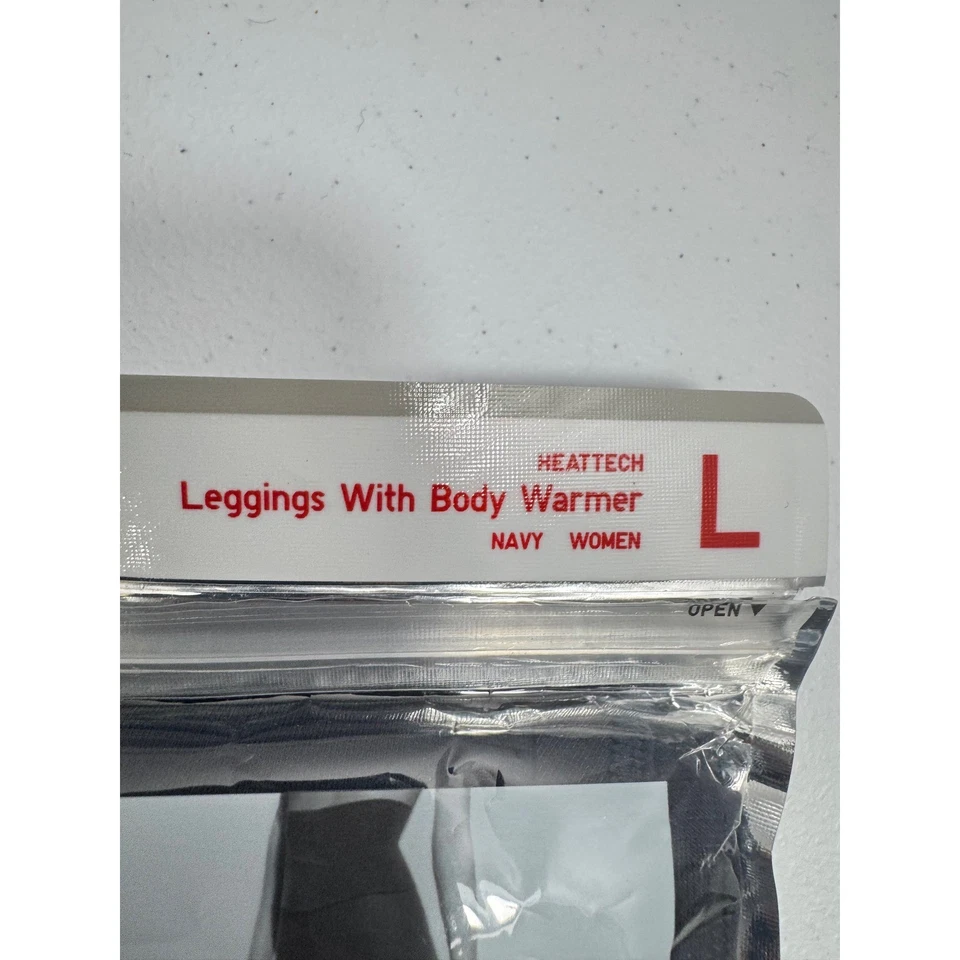 HEATTECH
Leggings With Body Warmer
NAVY WOMEN
L
OPEN ▼